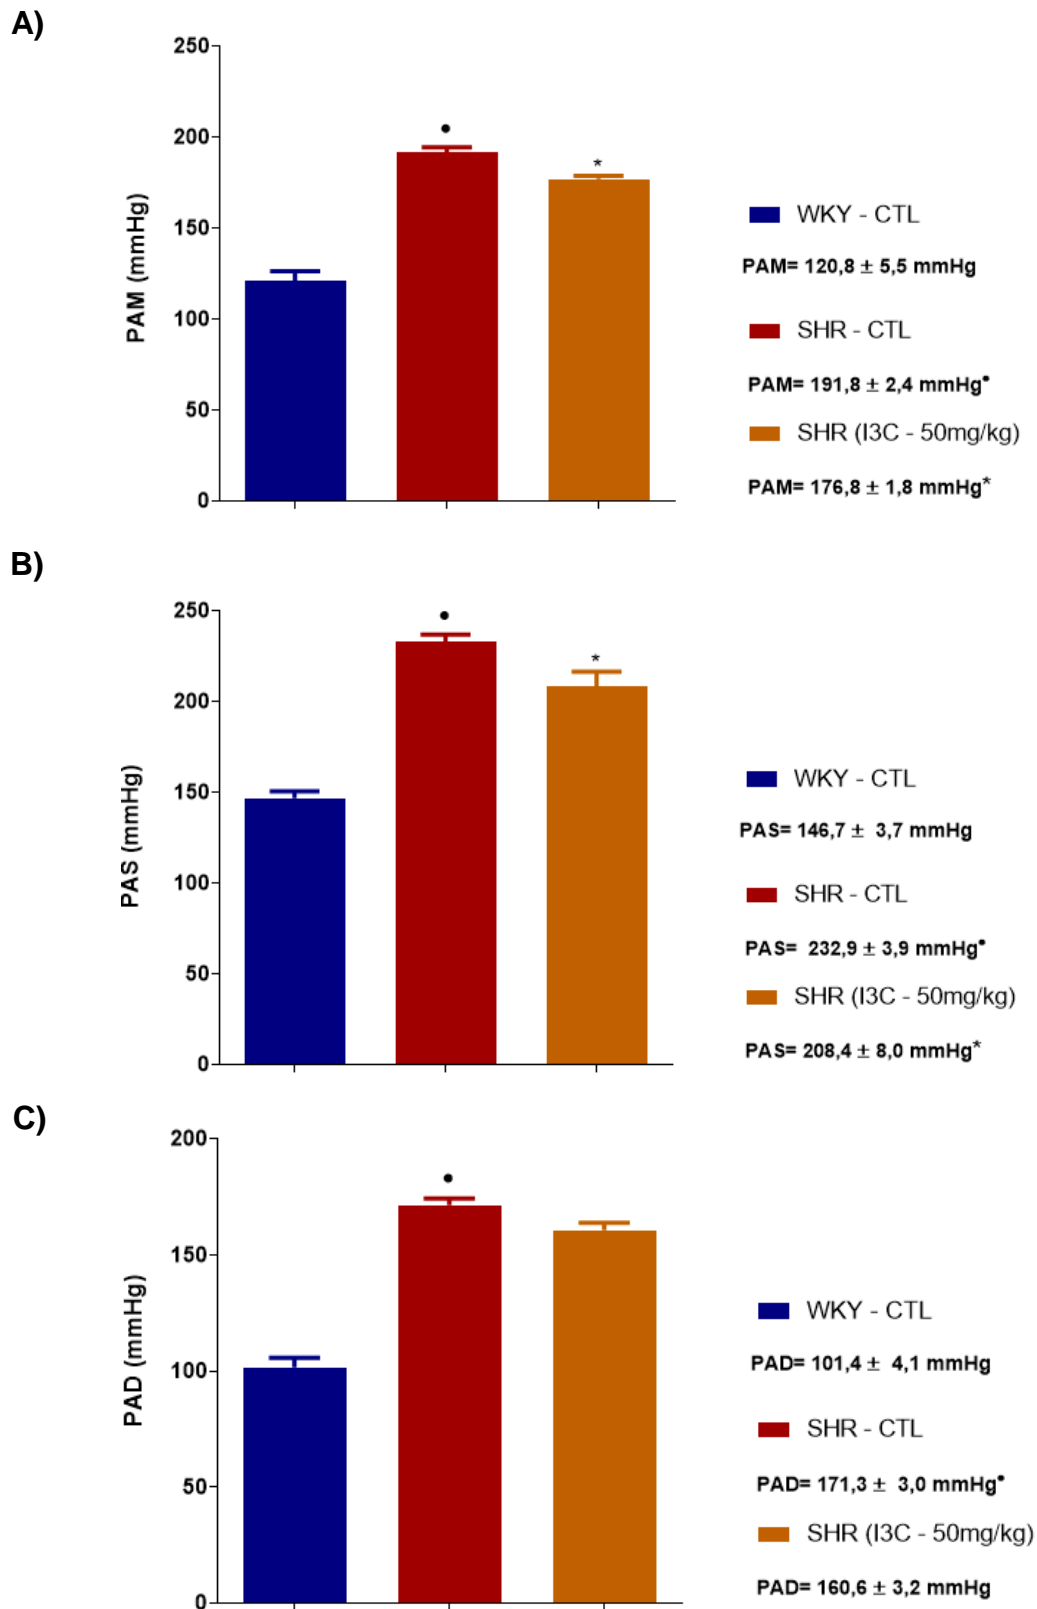 A)
250
200
150
100
50
0
PAM (mmHg)
•
*
WKY - CTL
PAM= 120,8 ± 5,5 mmHg
SHR - CTL
PAM= 191,8 ± 2,4 mmHg•
SHR (I3C - 50mg/kg)
PAM= 176,8 ± 1,8 mmHg*
B)
250
200
150
100
50
0
PAS (mmHg)
•
*
WKY - CTL
PAS= 146,7 ± 3,7 mmHg
SHR - CTL
PAS= 232,9 ± 3,9 mmHg•
SHR (I3C - 50mg/kg)
PAS= 208,4 ± 8,0 mmHg*
C)
200
150
100
50
0
PAD (mmHg)
•
WKY - CTL
PAD= 101,4 ± 4,1 mmHg
SHR - CTL
PAD= 171,3 ± 3,0 mmHg•
SHR (I3C - 50mg/kg)
PAD= 160,6 ± 3,2 mmHg